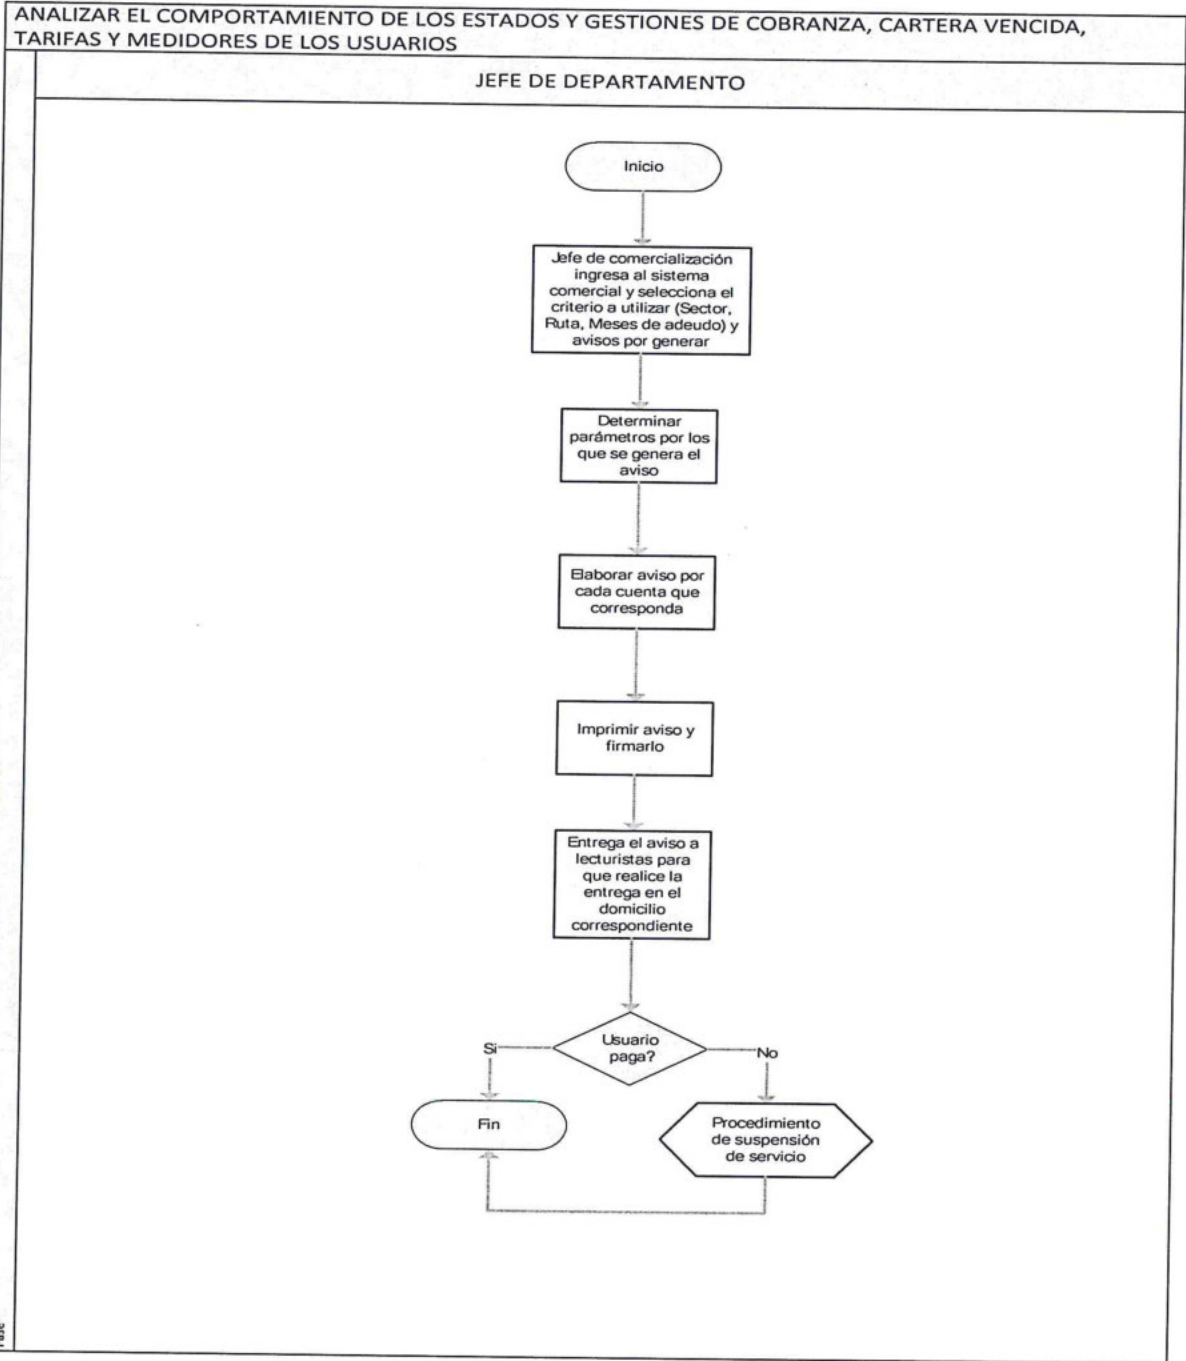 ANALIZAR EL COMPORTAMIENTO DE LOS ESTADOS Y GESTIONES DE COBRANZA, CARTERA VENCIDA,
TARIFAS Y MEDIDORES DE LOS USUARIOS
JEFE DE DEPARTAMENTO
Inicio
Jefe de comercialización
ingresa al sistema
comercial y selecciona el
criterio a utilizar (Sector,
Ruta, Meses de adeudo) y
avisos por generar
Determinar
parámetros por los
que se genera el
aviso
Elaborar aviso por
cada cuenta que
corresponda
Imprimir aviso y
firmarlo
Entrega el aviso a
lecturistas para
que realice la
entrega en el
domicilio
correspondiente
Usuario
paga?
Si
No
Fin
Procedimiento
de suspensión
de servicio